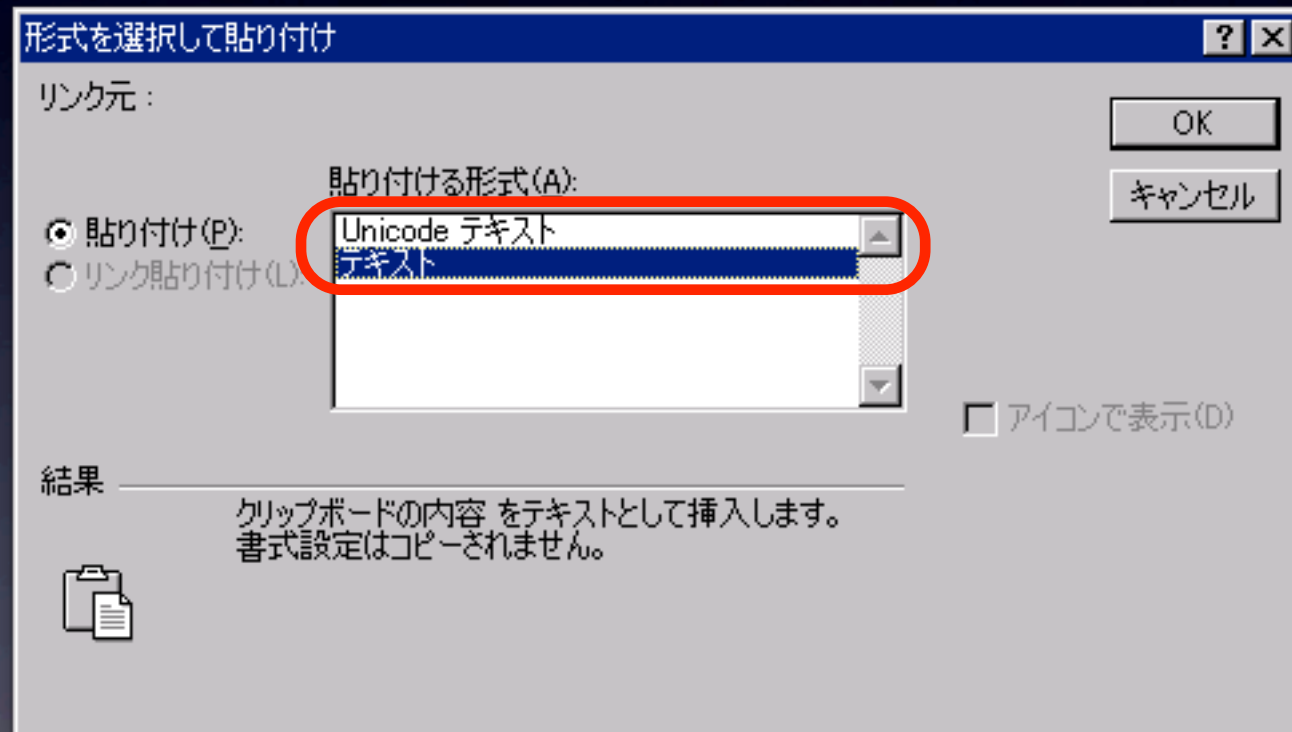 形式を選択して貼り付け
リンク元：
OK
キャンセル
貼り付ける形式(A):
貼り付け(P):
リンク貼り付け(L):
Unicode テキスト
テキスト
アイコンで表示(D)
結果
クリップボードの内容 をテキストとして挿入します。
書式設定はコピーされません。